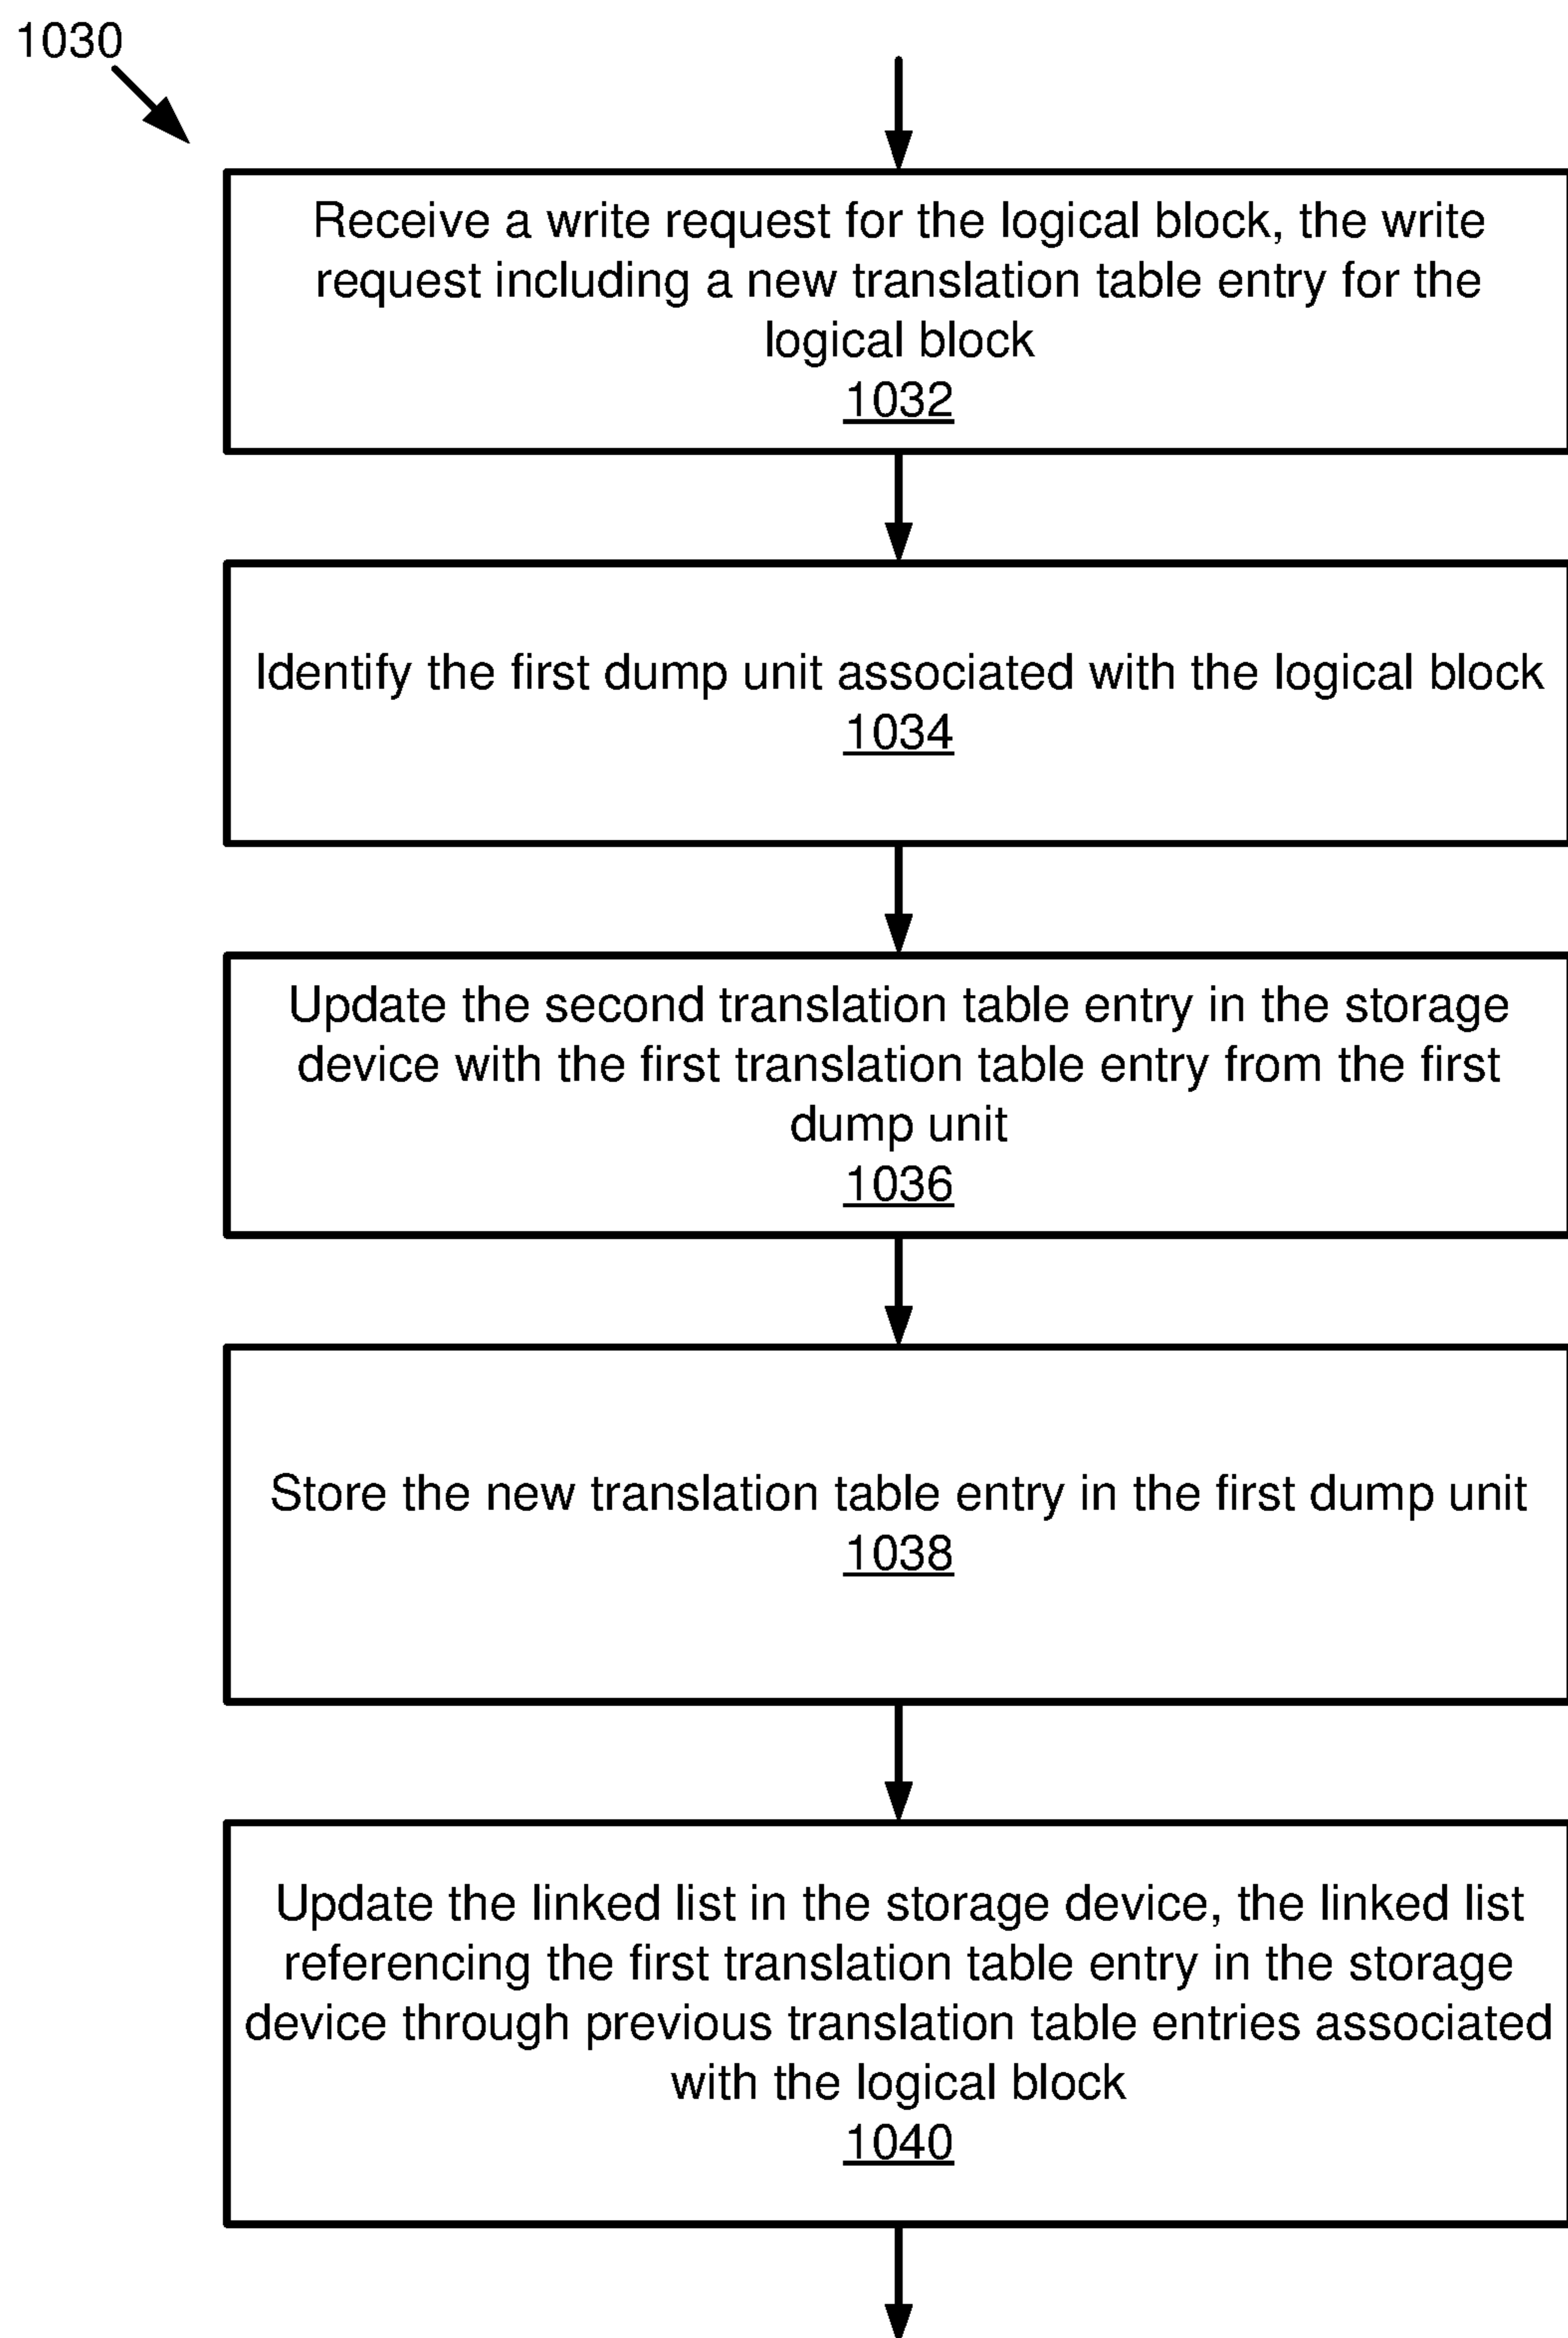 1030
Receive a write request for the logical block, the write
request including a new translation table entry for the
logical block
1032
Identify the first dump unit associated with the logical block
1034
Update the second translation table entry in the storage
device with the first translation table entry from the first
dump unit
1036
Store the new translation table entry in the first dump unit
1038
Update the linked list in the storage device, the linked list
referencing the first translation table entry in the storage
device through previous translation table entries associated
with the logical block
1040